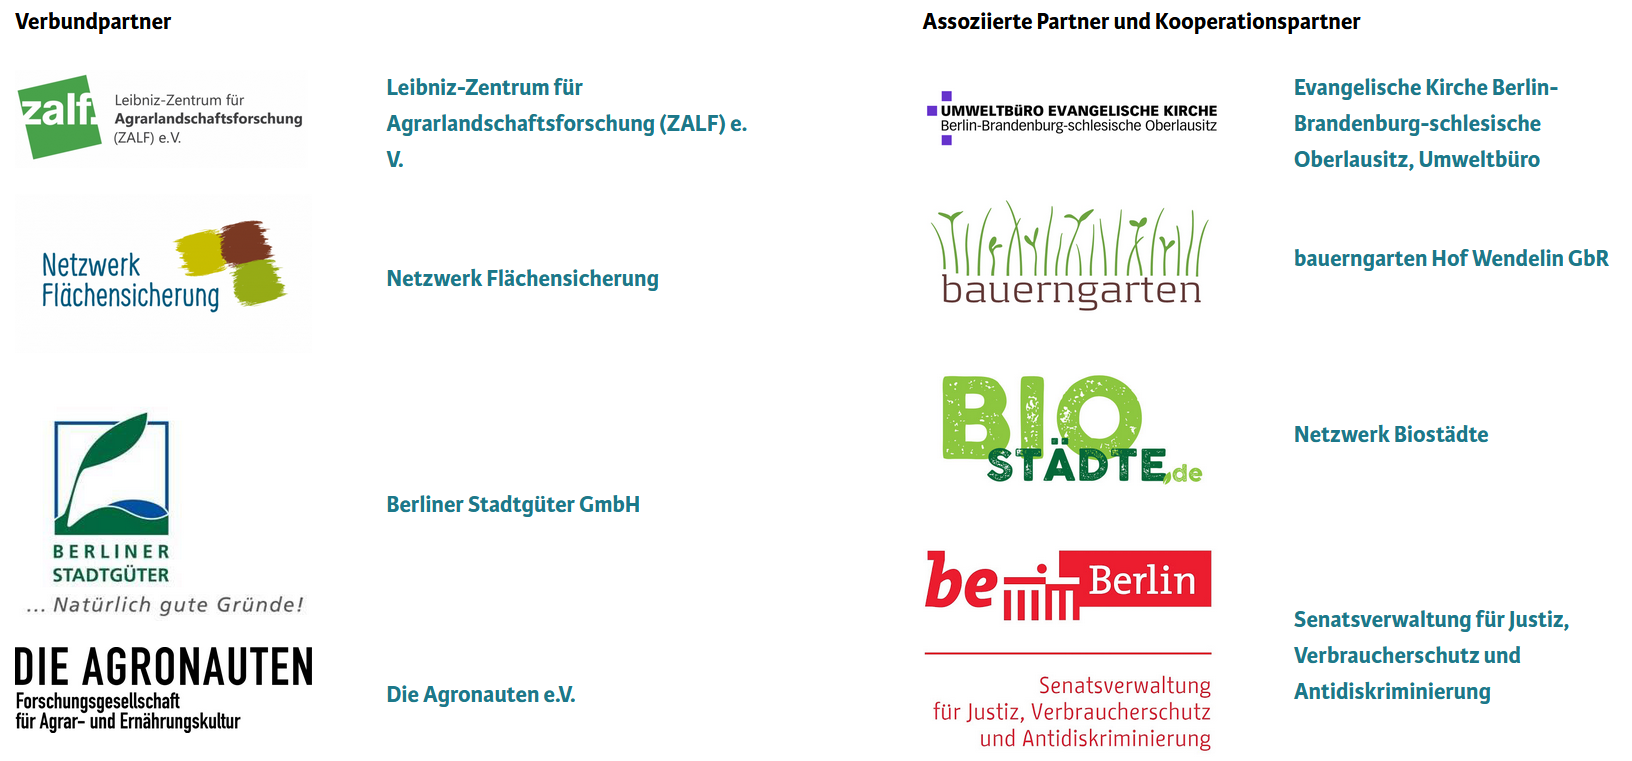 Verbundpartner
zalf.
Leibniz-Zentrum für
Agrarlandschaftsforschung
(ZALF) e.V.
Leibniz-Zentrum für
Agrarlandschaftsforschung (ZALF) e.
V.
Netzwerk
Flächensicherung
Netzwerk Flächensicherung
BERLINER
STADTGÜTER
... Natürlich gute Gründe!
Berliner Stadtgüter GmbH
DIE AGRONAUTEN
Forschungsgesellschaft
für Agrar- und Ernährungskultur
Die Agronauten e.V.
Assoziierte Partner und Kooperationspartner
UMWELTBüRO EVANGELISCHE KIRCHE
Berlin-Brandenburg-schlesische Oberlausitz
Evangelische Kirche Berlin-
Brandenburg-schlesische
Oberlausitz, Umweltbüro
bauerngarten
bauerngarten Hof Wendelin GbR
BIO
STÄDTE.de
Netzwerk Biostädte
be Berlin
Senatsverwaltung
für Justiz, Verbraucherschutz
und Antidiskriminierung
Senatsverwaltung für Justiz,
Verbraucherschutz und
Antidiskriminierung